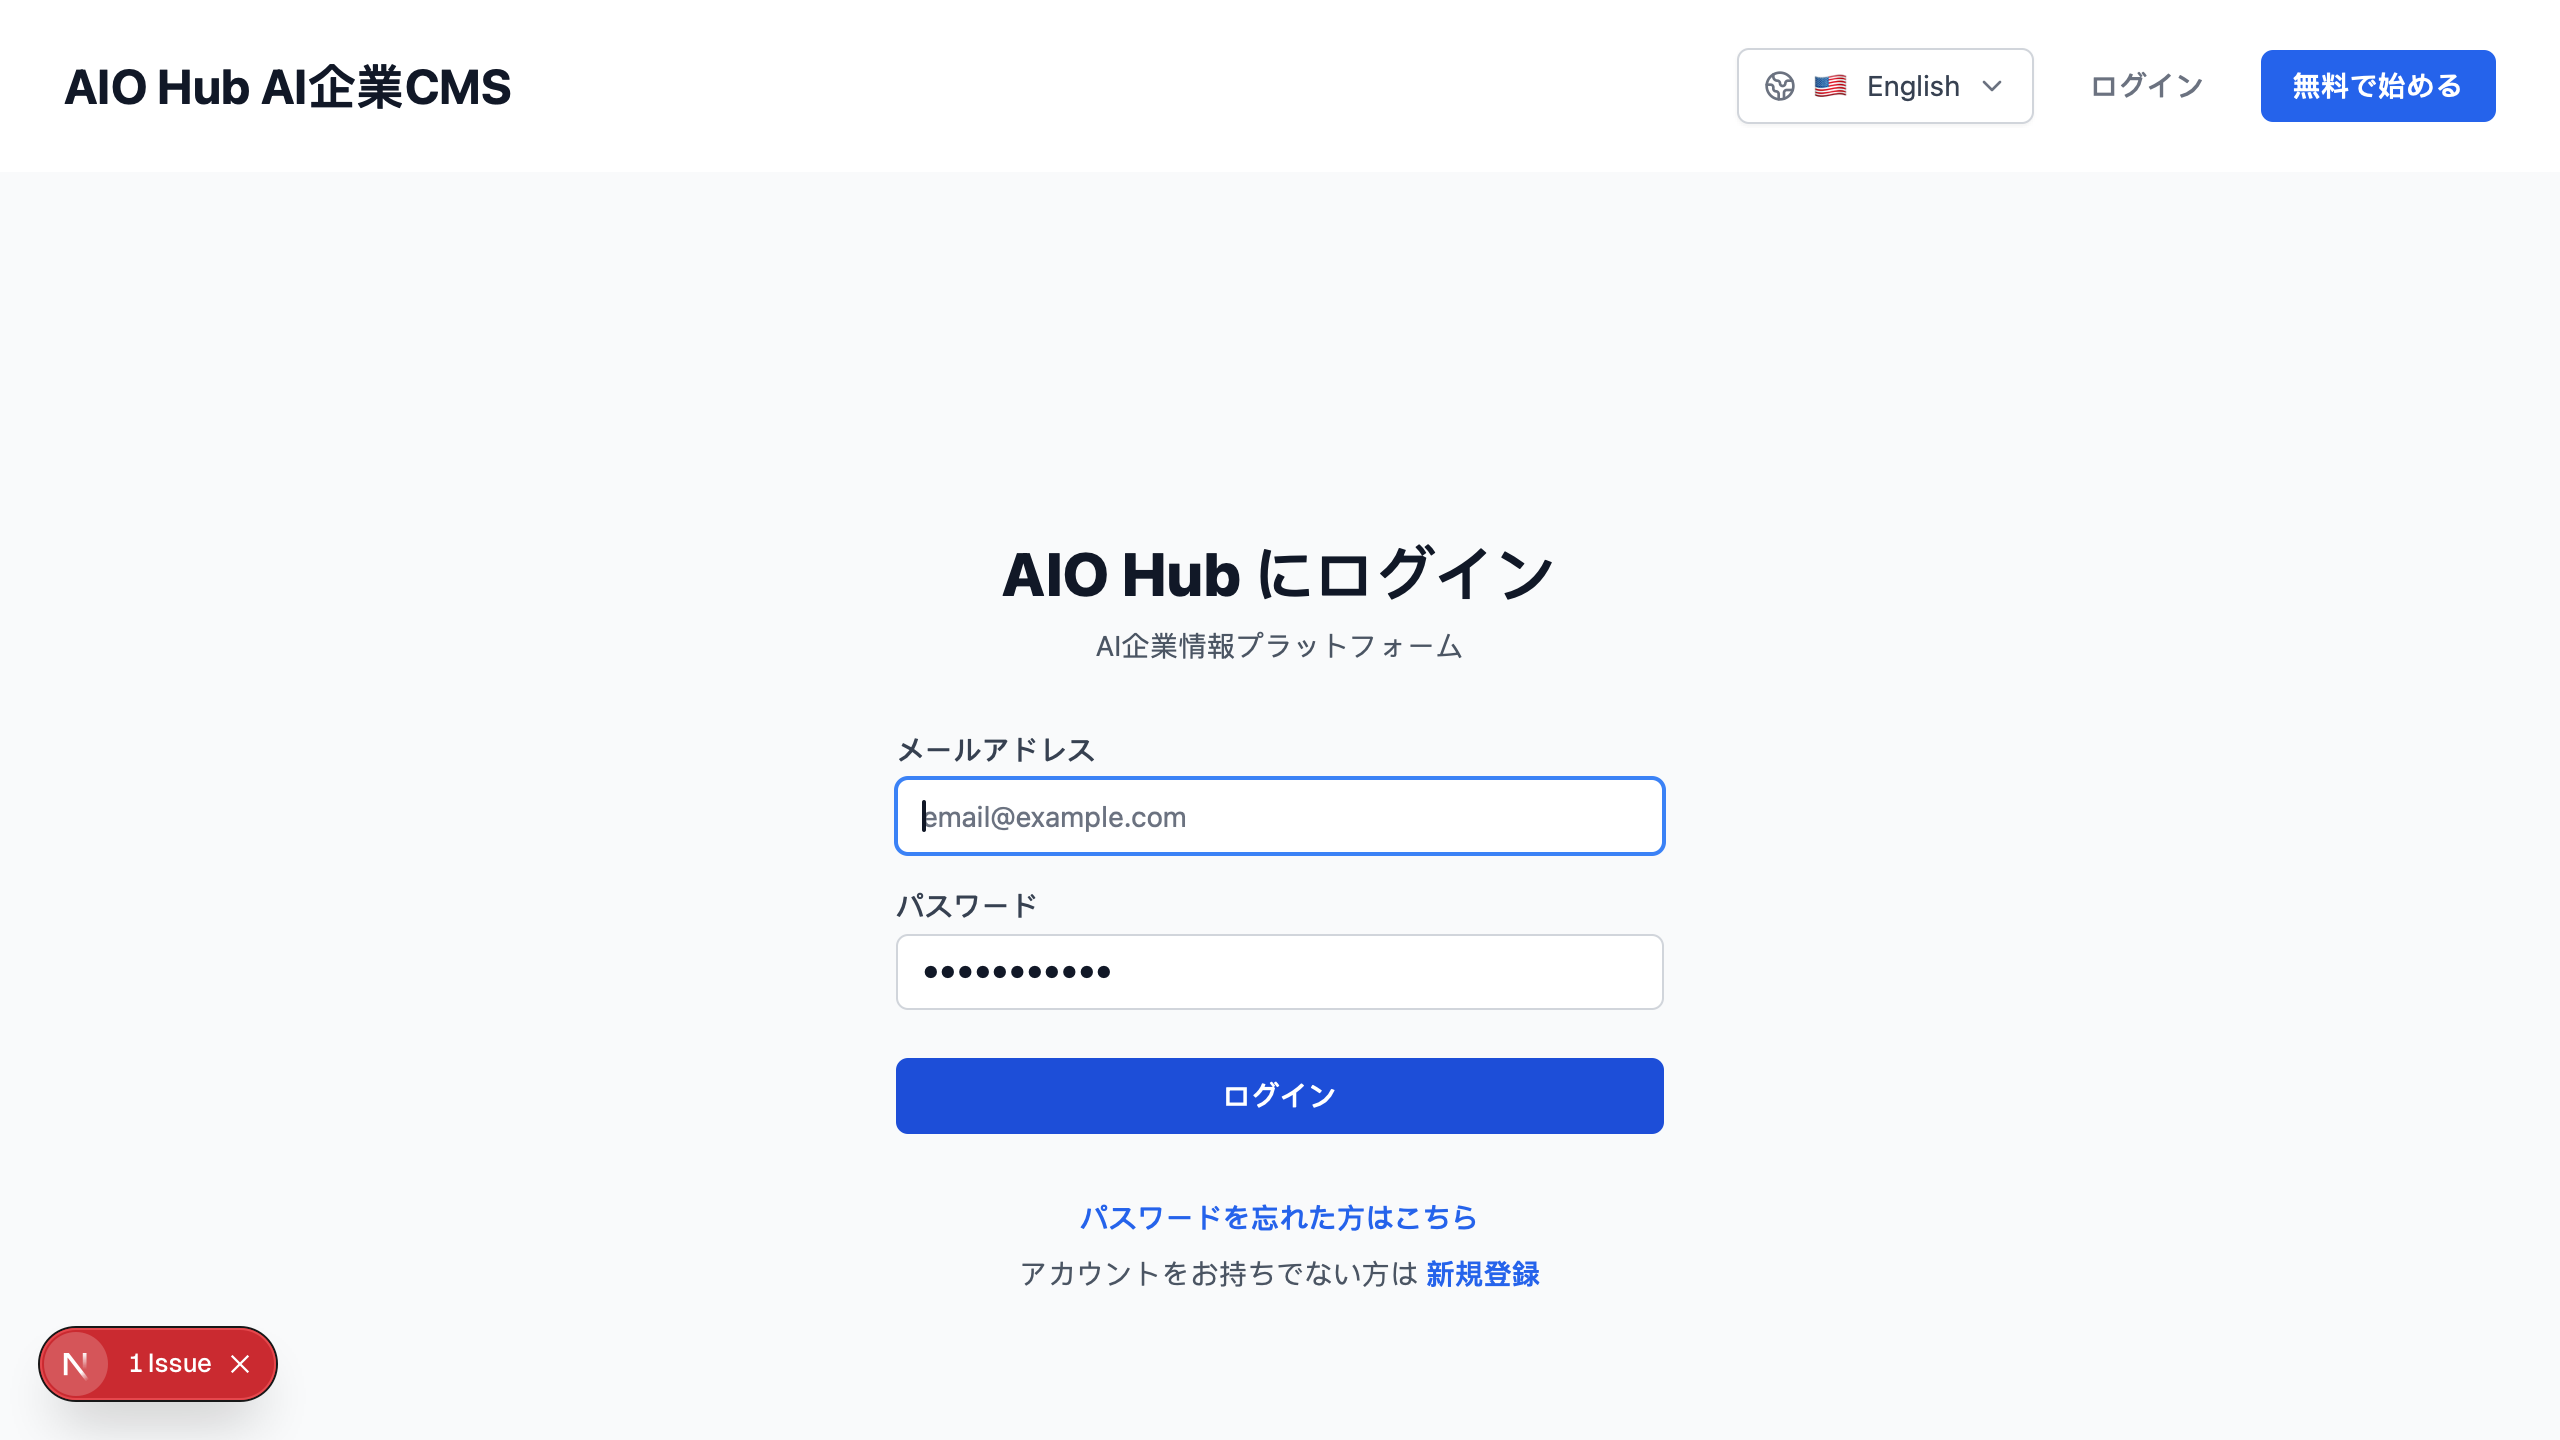 AIO Hub AI企業CMS
English
ログイン
無料で始める
AIO Hub にログイン
AI企業情報プラットフォーム
メールアドレス
email@example.com
パスワード
•••••••••••
ログイン
パスワードを忘れた方はこちら
アカウントをお持ちでない方は 新規登録
N 1 Issue